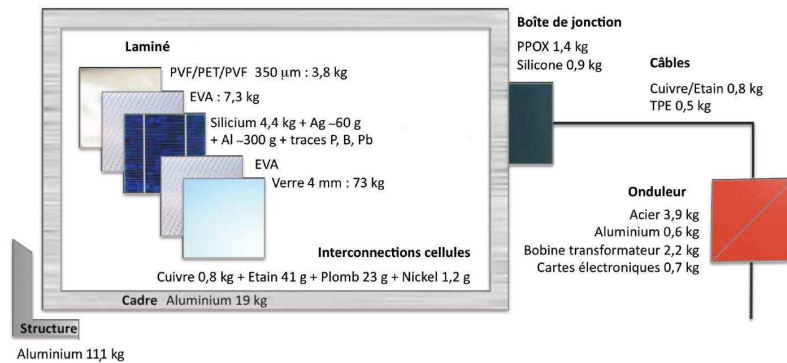 Laminé
PVF/PET/PVF 350 µm : 3,8 kg
EVA : 7,3 kg
Silicium 4,4 kg + Ag ~60 g
+ Al ~300 g + traces P, B, Pb
EVA
Verre 4 mm : 73 kg
Interconnections cellules
Cuivre 0,8 kg + Etain 41 g + Plomb 23 g + Nickel 1,2 g
Cadre Aluminium 19 kg
Structure
Aluminium 11,1 kg
Boîte de jonction
PPOX 1,4 kg
Silicone 0,9 kg
Câbles
Cuivre/Etain 0,8 kg
TPE 0,5 kg
Onduleur
Acier 3,9 kg
Aluminium 0,6 kg
Bobine transformateur 2,2 kg
Cartes électroniques 0,7 kg